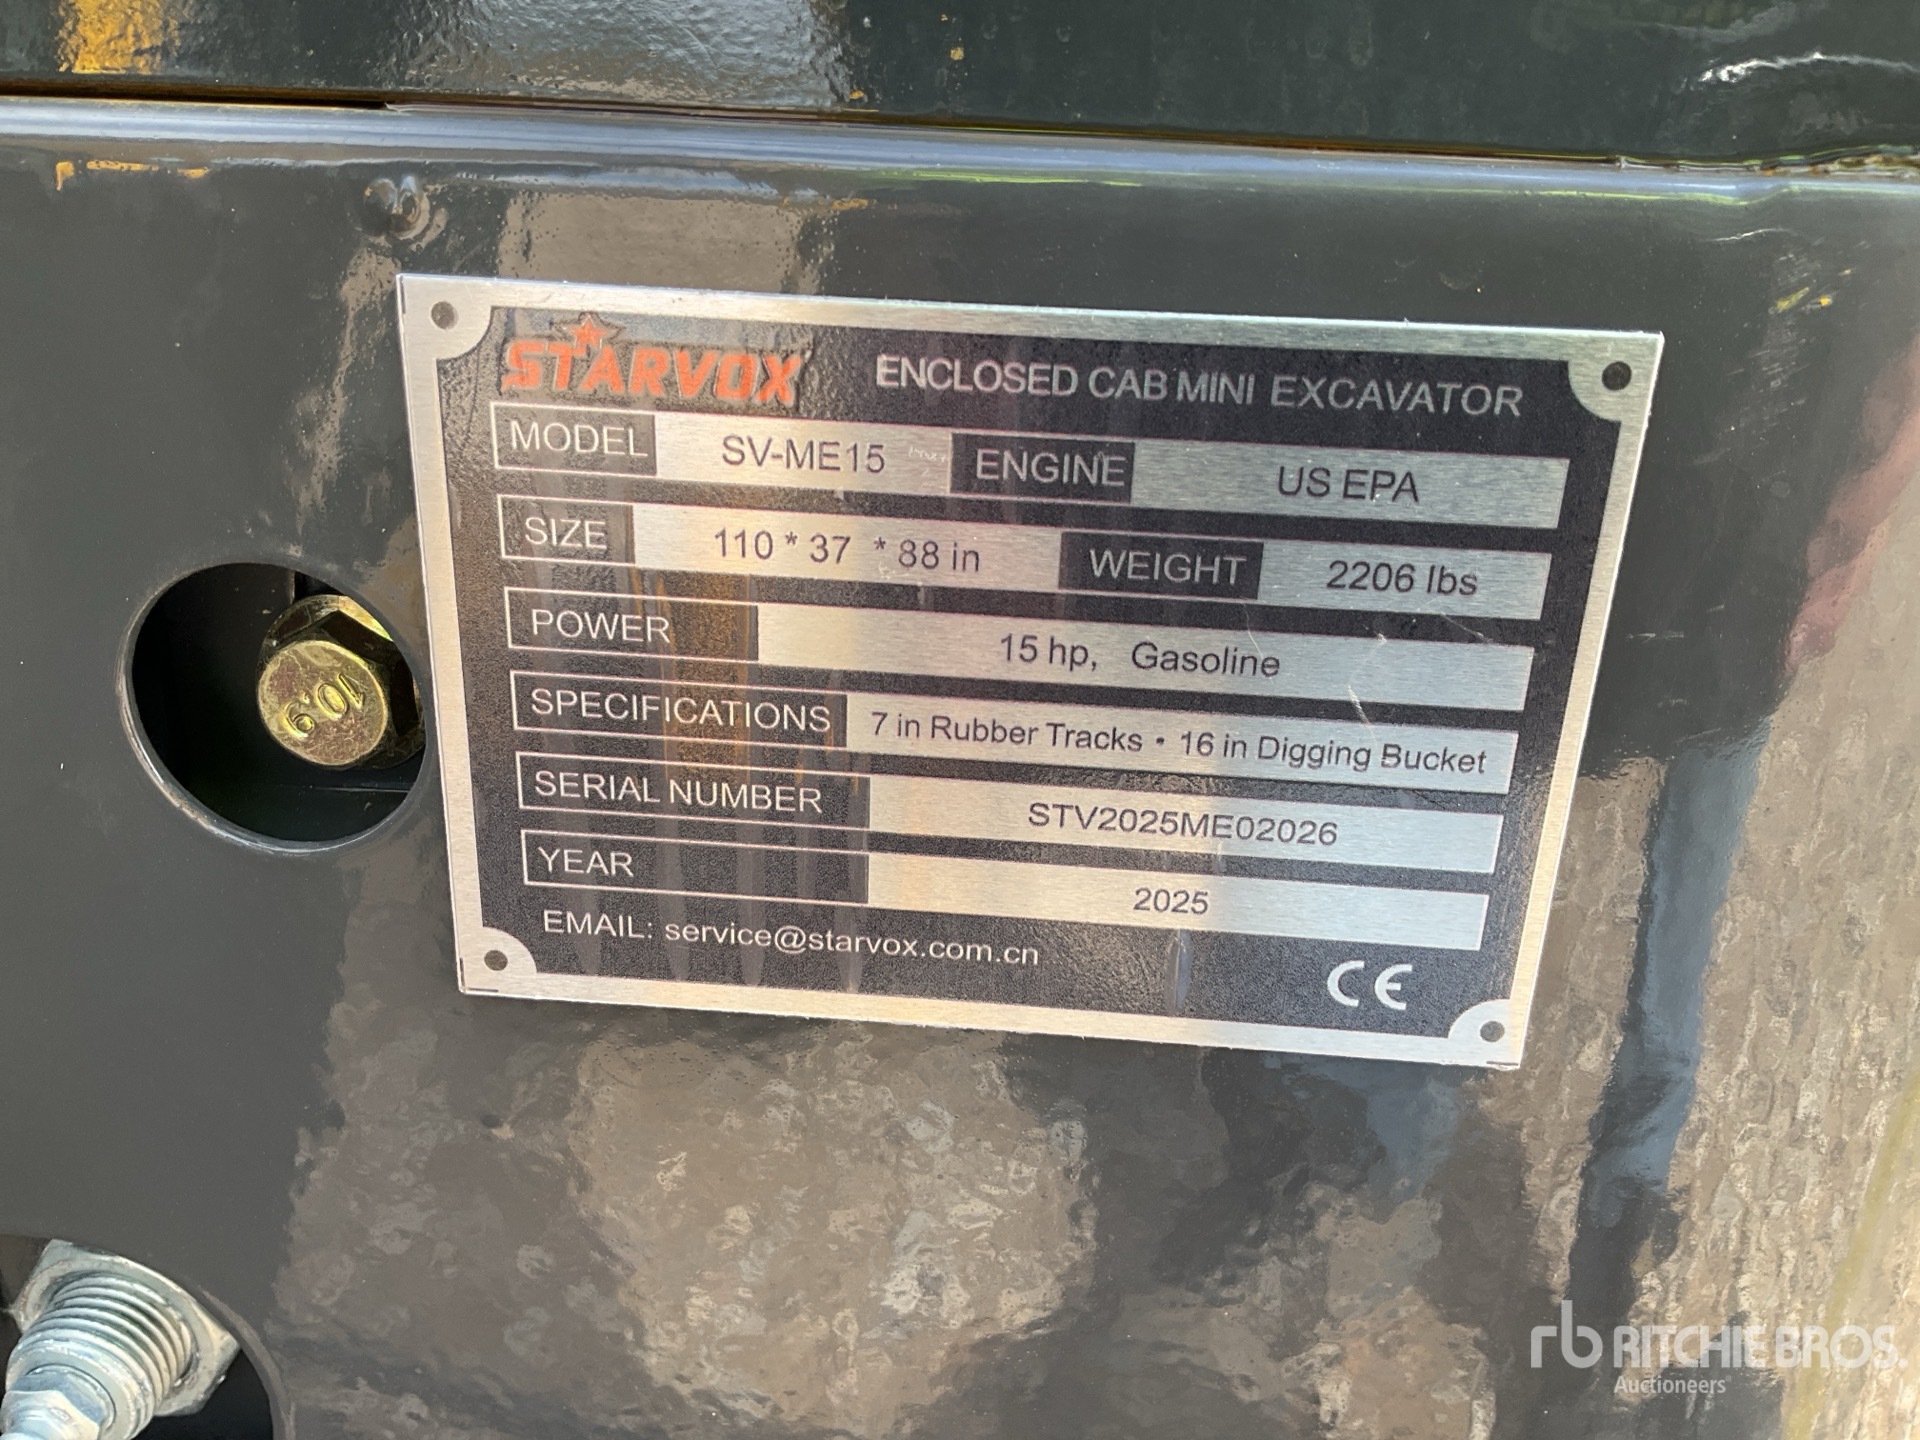 STARVOX ENCLOSED CAB MINI EXCAVATOR
MODEL SV-ME15 ENGINE US EPA
SIZE 110 * 37 * 88 in WEIGHT 2206 lbs
POWER 15 hp, Gasoline
SPECIFICATIONS 7 in Rubber Tracks • 16 in Digging Bucket
SERIAL NUMBER STV2025ME02026
YEAR 2025
EMAIL: service@starvox.com.cn
CE
10.9
rb RITCHIE BROS.
Auctioneers